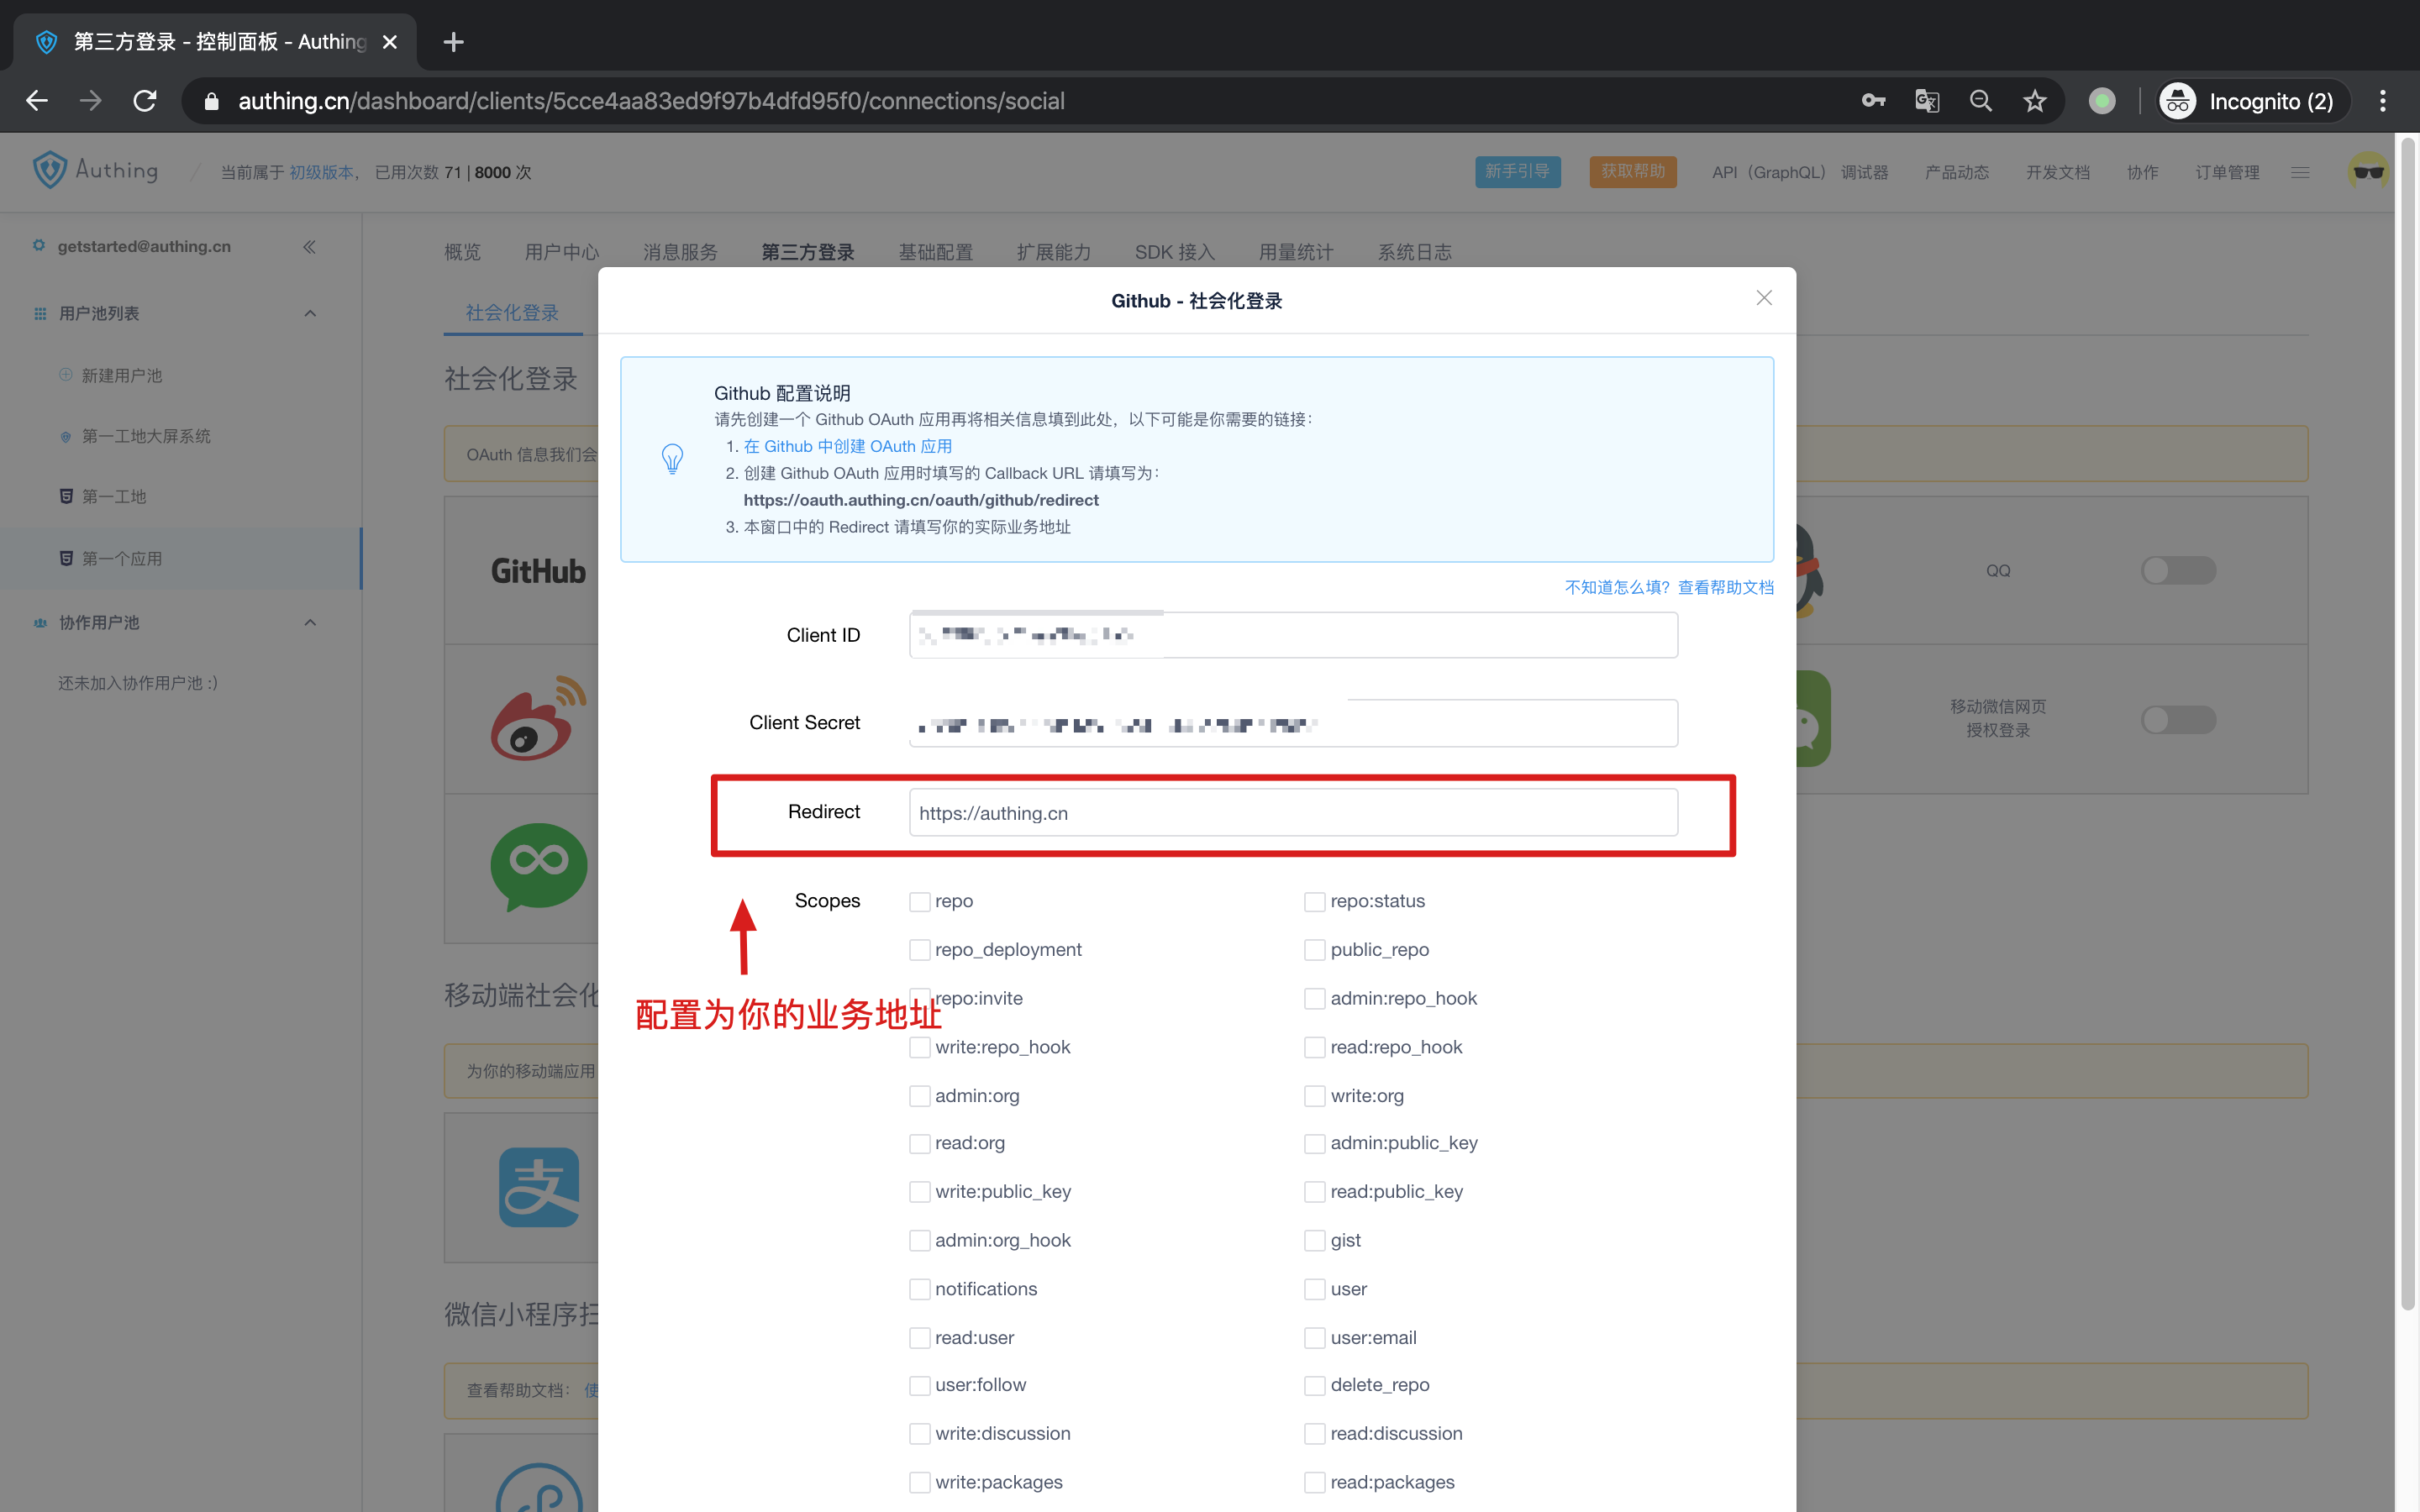 第三方登录 - 控制面板 - Authing
authing.cn/dashboard/clients/5cce4aa83ed9f97b4dfd95f0/connections/social
Incognito (2)
Authing
当前属于 初级版本， 已用次数 71 | 8000 次
新手引导
获取帮助
API（GraphQL） 调试器
产品动态
开发文档
协作
订单管理
getstarted@authing.cn
用户池列表
新建用户池
第一工地大屏系统
第一工地
第一个应用
协作用户池
还未加入协作用户池 :)
概览
用户中心
消息服务
第三方登录
基础配置
扩展能力
SDK 接入
用量统计
系统日志
社会化登录
社会化登录
OAuth 信息我们会
GitHub
QQ
移动微信网页
授权登录
移动端社会化
为你的移动端应用
支
微信小程序扫
查看帮助文档： 使
Github - 社会化登录
Github 配置说明
请先创建一个 Github OAuth 应用再将相关信息填到此处，以下可能是你需要的链接：
1. 在 Github 中创建 OAuth 应用
2. 创建 Github OAuth 应用时填写的 Callback URL 请填写为：
https://oauth.authing.cn/oauth/github/redirect
3. 本窗口中的 Redirect 请填写你的实际业务地址
不知道怎么填？查看帮助文档
Client ID
Client Secret
Redirect
https://authing.cn
配置为你的业务地址
Scopes
repo
repo:status
repo_deployment
public_repo
repo:invite
admin:repo_hook
write:repo_hook
read:repo_hook
admin:org
write:org
read:org
admin:public_key
write:public_key
read:public_key
admin:org_hook
gist
notifications
user
read:user
user:email
user:follow
delete_repo
write:discussion
read:discussion
write:packages
read:packages